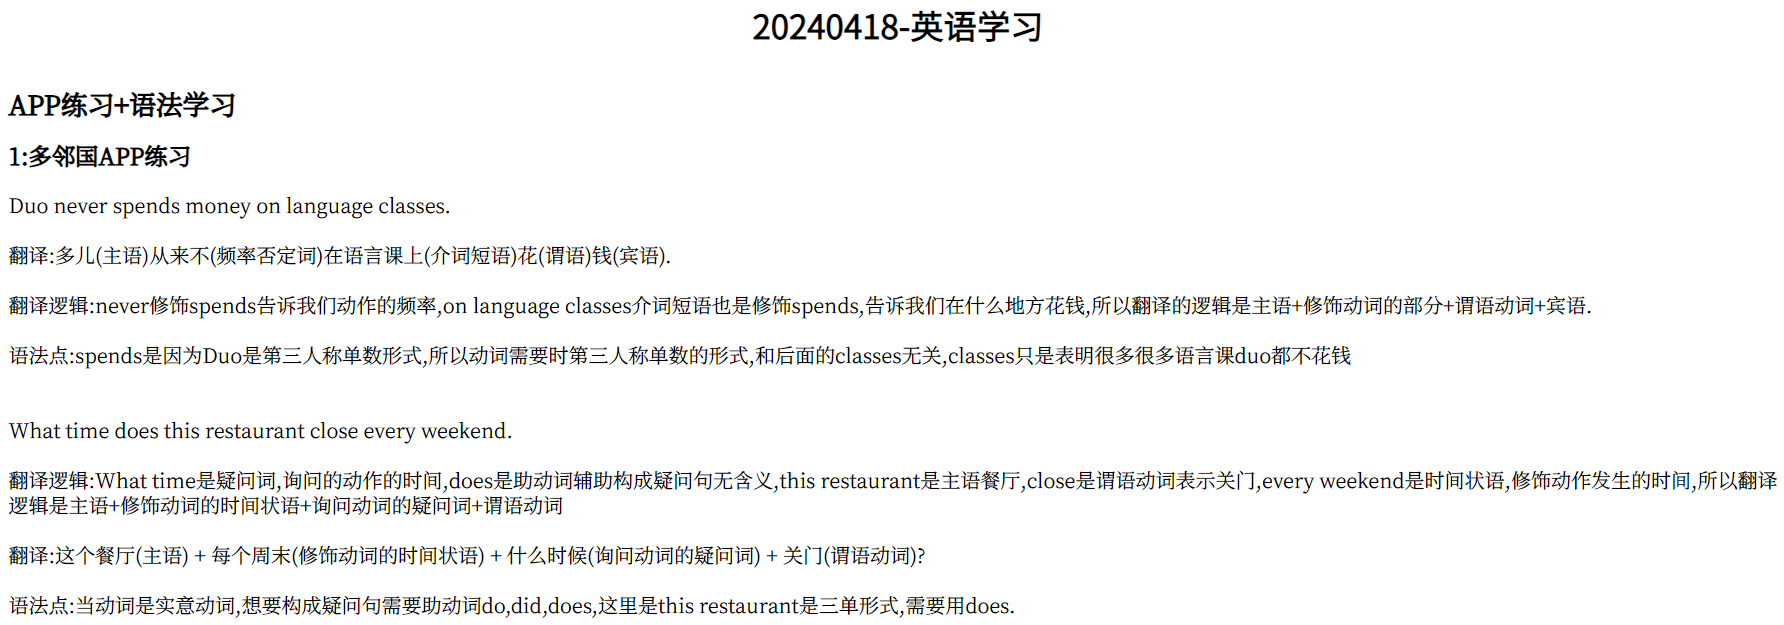 20240418-英语学习
APP练习+语法学习
1:多邻国APP练习
Duo never spends money on language classes.
翻译:多儿(主语)从来不(频率否定词)在语言课上(介词短语)花(谓语)钱(宾语).
翻译逻辑:never修饰spends告诉我们动作的频率,on language classes介词短语也是修饰spends,告诉我们在什么地方花钱,所以翻译的逻辑是主语+修饰动词的部分+谓语动词+宾语.
语法点:spends是因为Duo是第三人称单数形式,所以动词需要时第三人称单数的形式,和后面的classes无关,classes只是表明很多很多语言课duo都不花钱
What time does this restaurant close every weekend.
翻译逻辑:What time是疑问词,询问的动作的时间,does是助动词辅助构成疑问句无含义,this restaurant是主语餐厅,close是谓语动词表示关门,every weekend是时间状语,修饰动作发生的时间,所以翻译
逻辑是主语+修饰动词的时间状语+询问动词的疑问词+谓语动词
翻译:这个餐厅(主语) + 每个周末(修饰动词的时间状语) + 什么时候(询问动词的疑问词) + 关门(谓语动词)?
语法点:当动词是实意动词,想要构成疑问句需要助动词do,did,does,这里是this restaurant是三单形式,需要用does.